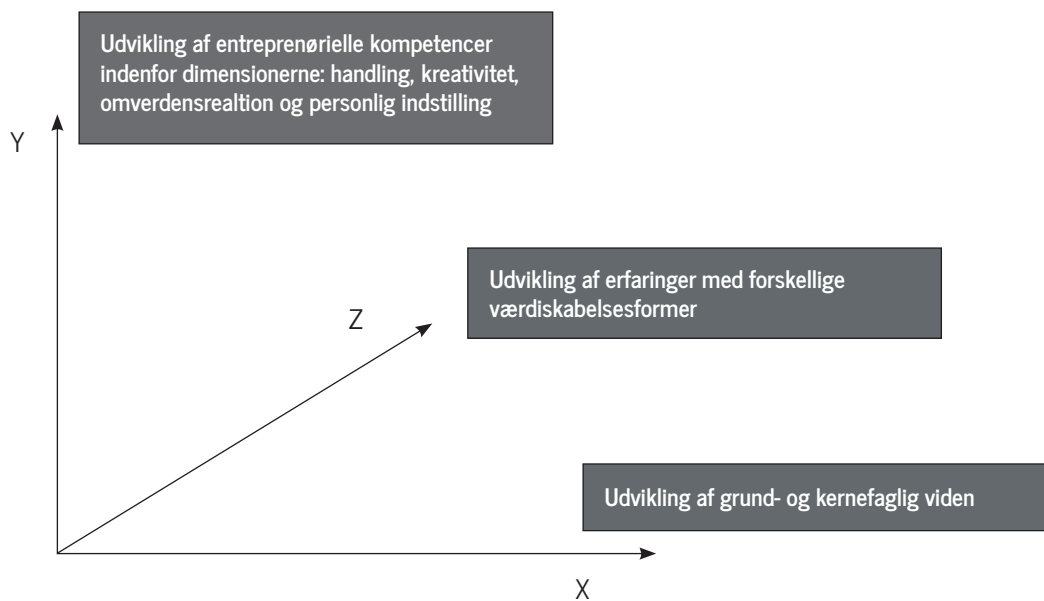 Udvikling af entreprenørielle kompetencer
indenfor dimensionerne: handling, kreativitet,
omverdensrealtion og personlig indstilling
Y
Udvikling af erfaringer med forskellige
værdiskabelsesformer
Z
Udvikling af grund- og kernefaglig viden
X